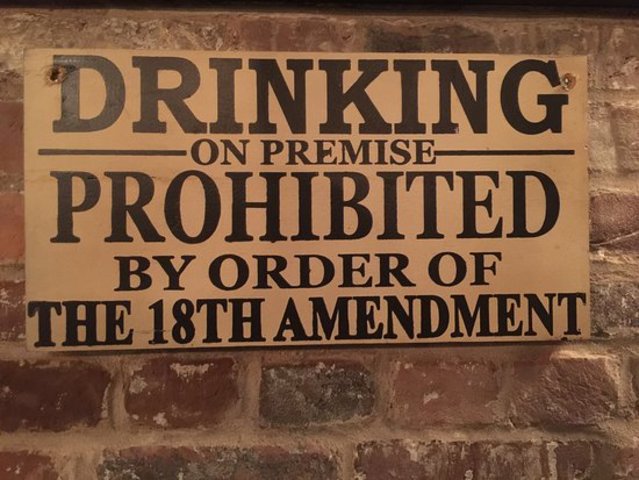 DRINKING
ON PREMISE
PROHIBITED
BY ORDER OF
THE 18TH AMENDMENT